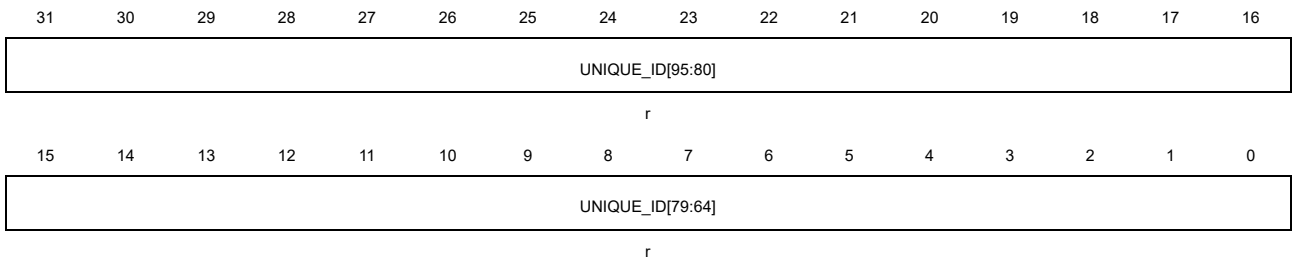 31 30 29 28 27 26 25 24 23 22 21 20 19 18 17 16
UNIQUE_ID[95:80]
r
15 14 13 12 11 10 9 8 7 6 5 4 3 2 1 0
UNIQUE_ID[79:64]
r